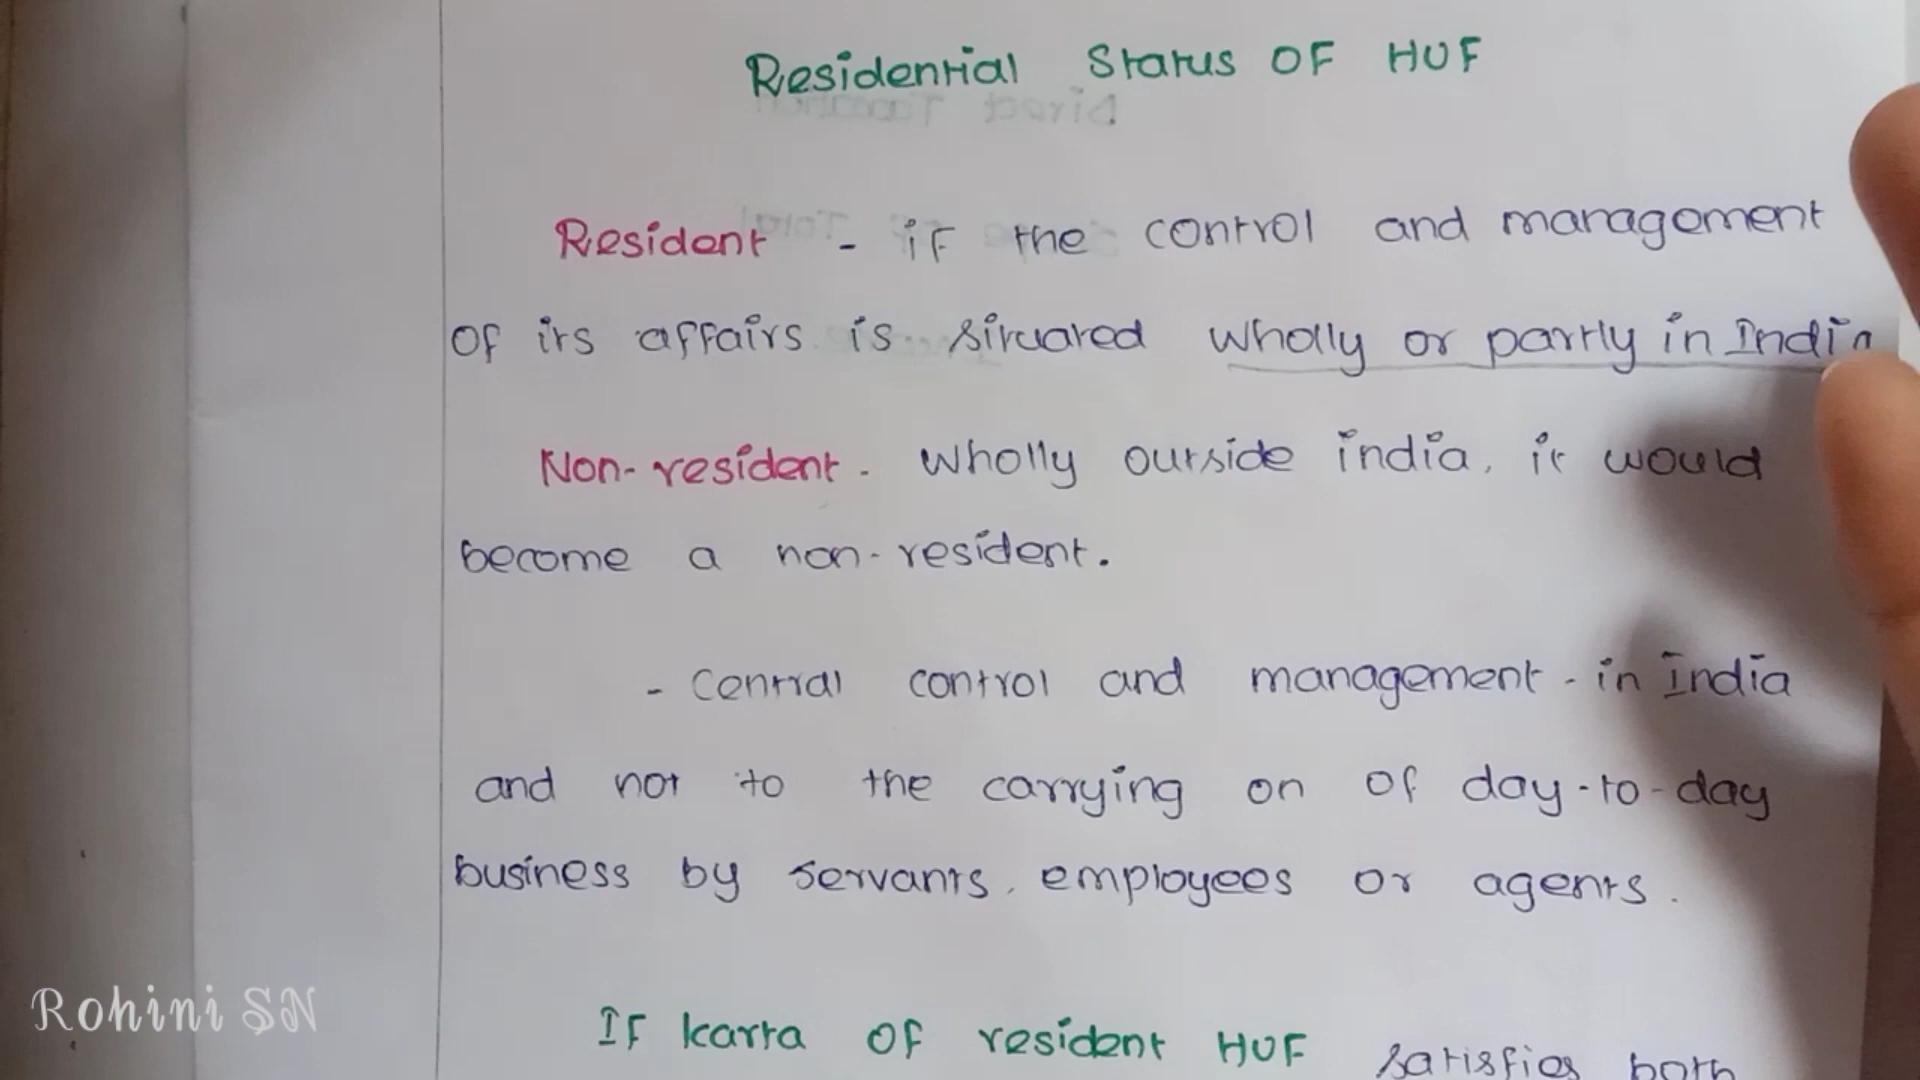 Residential Status OF HUF
Resident - if the control and management
of its affairs is situated wholly or partly in India
Non-resident - Wholly outside india, it would
become a non-resident.
- Central control and management - in India
and not to the carrying on of day-to-day
business by servants, employees or agents.
If karta of resident HUF satisfies both
Rohini SN